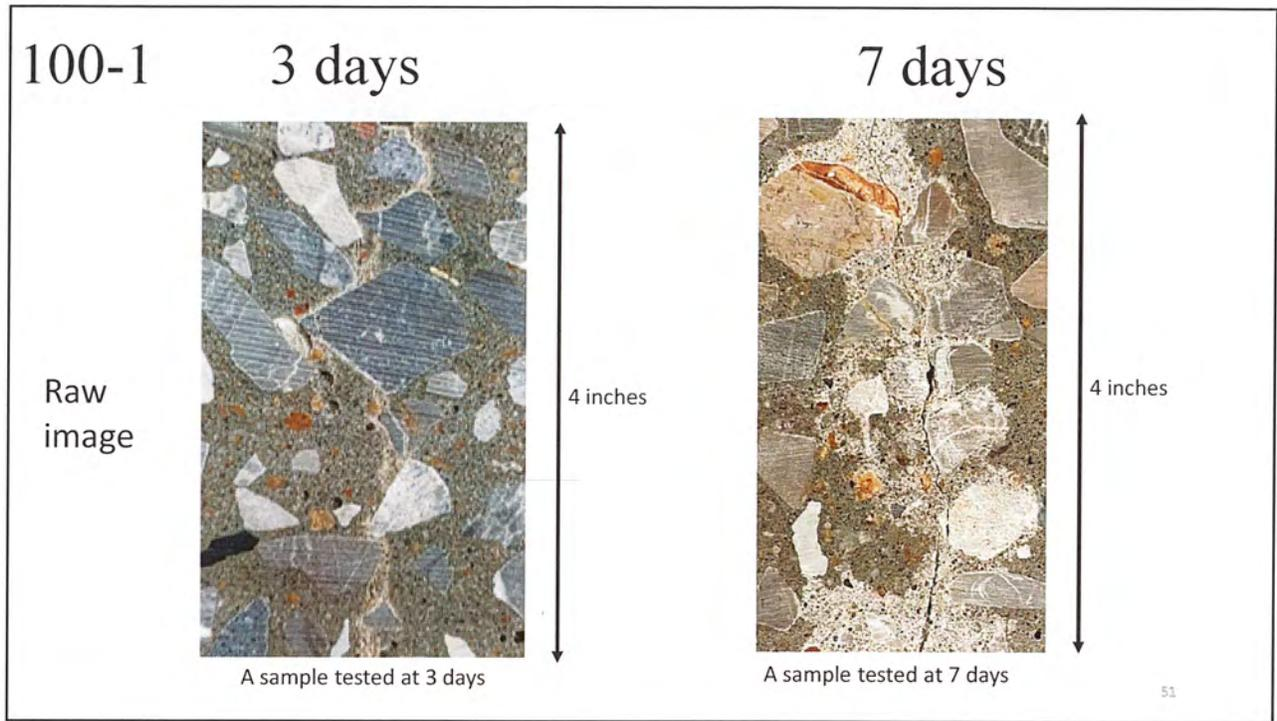 100-1 3 days 7 days
Raw
image
4 inches
4 inches
A sample tested at 3 days
A sample tested at 7 days
51